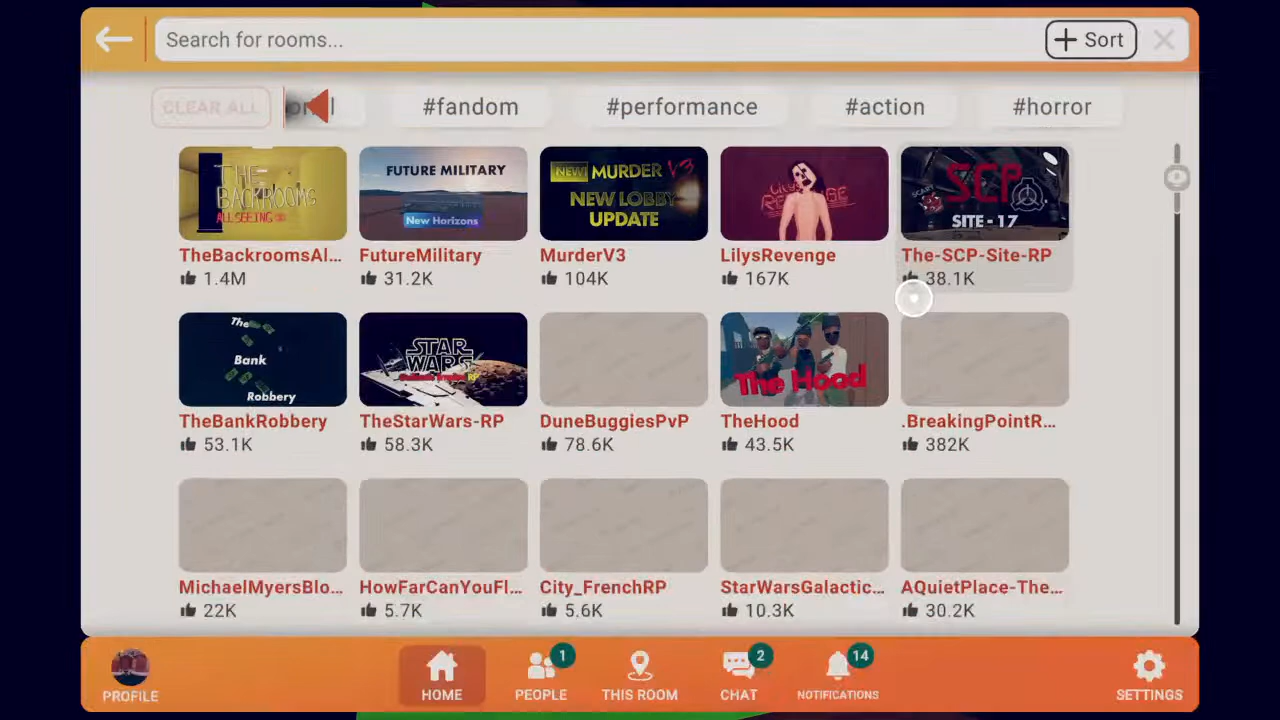 Search for rooms...
Sort
CLEAR ALL
#fandom
#performance
#action
#horror
THE BACKROOMS
ALLSEEING
FUTURE MILITARY
New Horizons
NEW! MURDER V3
NEW LOBBY
UPDATE
LILYS
REVENGE
SCARY
SCP
SITE - 17
TheBackroomsAl...
FutureMilitary
MurderV3
LilysRevenge
The-SCP-Site-RP
1.4M
31.2K
104K
167K
38.1K
The
Bank
Robbery
STAR
WARS
The Hood
TheBankRobbery
TheStarWars-RP
DuneBuggiesPvP
TheHood
.BreakingPointR...
53.1K
58.3K
78.6K
43.5K
382K
MichaelMyersBlo...
HowFarCanYouFl...
City_FrenchRP
StarWarsGalactic...
AQuietPlace-The...
22K
5.7K
5.6K
10.3K
30.2K
PROFILE
HOME
1
PEOPLE
THIS ROOM
2
CHAT
14
NOTIFICATIONS
SETTINGS